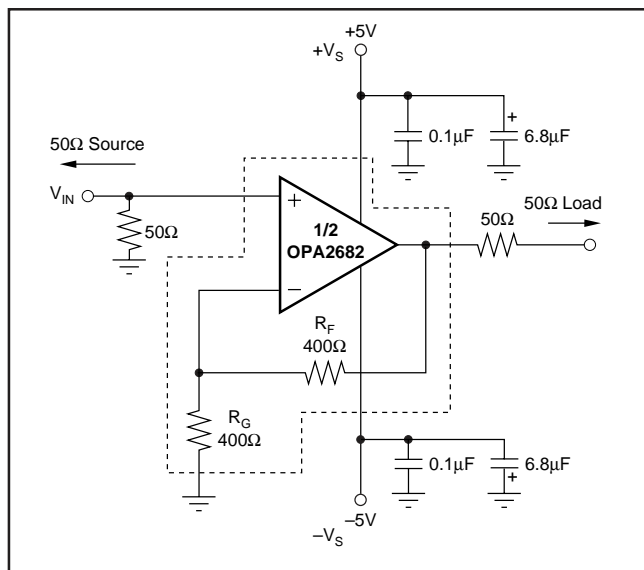 +5V
+V_S
0.1µF
6.8µF
+
50Ω Source
V_IN
50Ω
+
1/2
OPA2682
−
50Ω
50Ω Load
R_F
400Ω
R_G
400Ω
0.1µF
6.8µF
+
−5V
−V_S